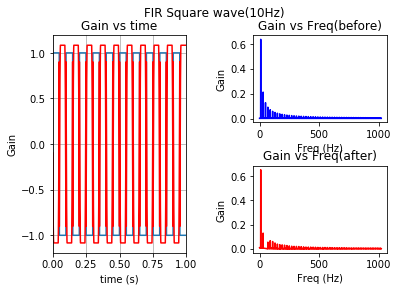 FIR Square wave(10Hz)
Gain vs time
Gain
1.0
0.5
0.0
−0.5
−1.0
0.00 0.25 0.50 0.75 1.00
time (s)
Gain vs Freq(before)
Gain
0.6
0.4
0.2
0.0
0 500 1000
Freq (Hz)
Gain vs Freq(after)
Gain
0.6
0.4
0.2
0.0
0 500 1000
Freq (Hz)